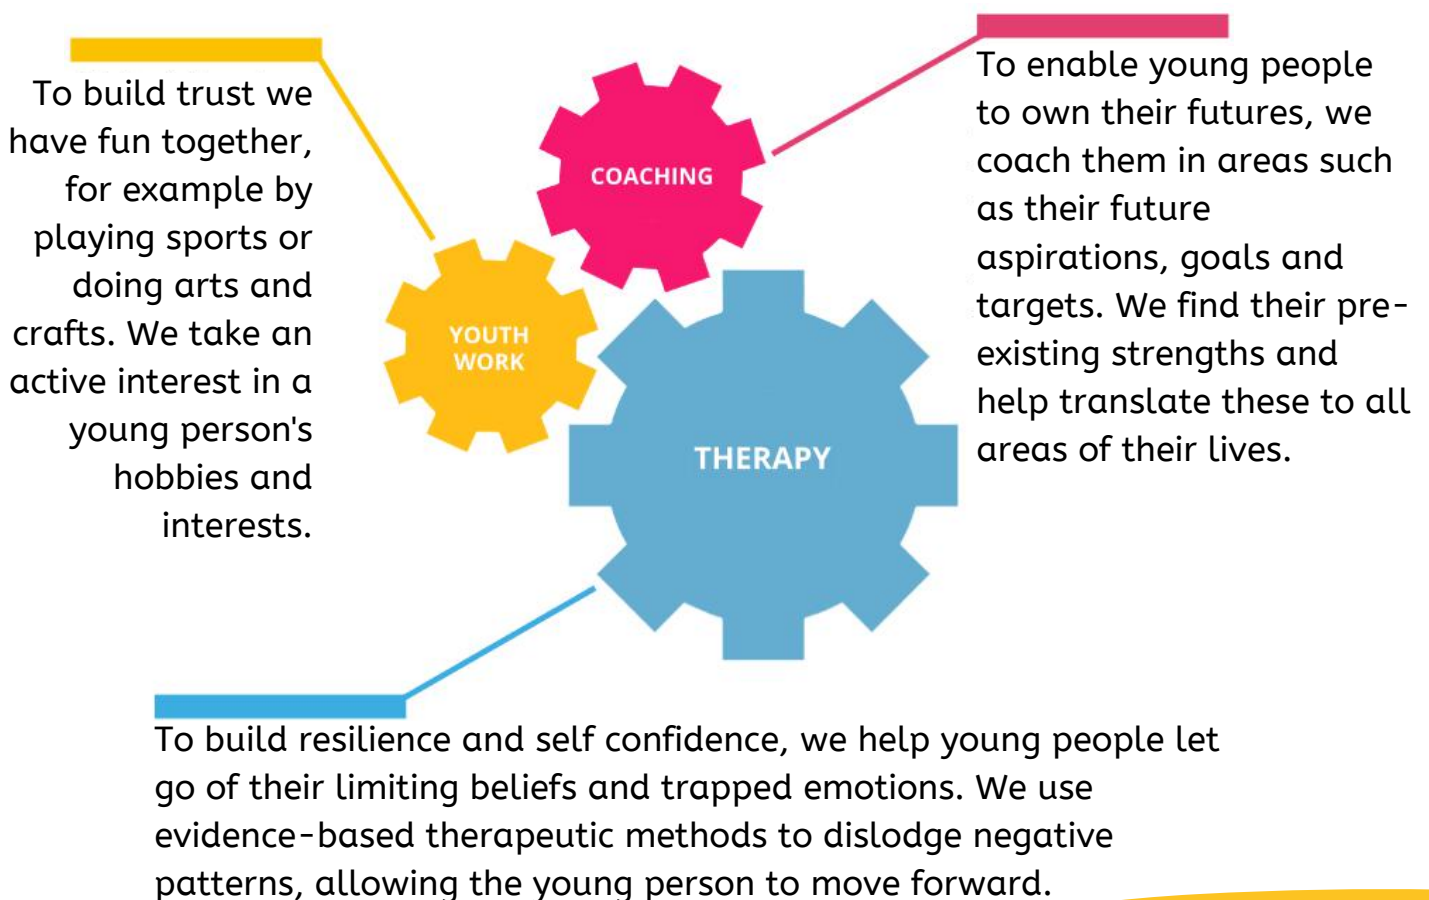 To build trust we
have fun together,
for example by
playing sports or
doing arts and
crafts. We take an
active interest in a
young person's
hobbies and
interests.
COACHING
YOUTH
WORK
THERAPY
To enable young people
to own their futures, we
coach them in areas such
as their future
aspirations, goals and
targets. We find their pre-
existing strengths and
help translate these to all
areas of their lives.
To build resilience and self confidence, we help young people let
go of their limiting beliefs and trapped emotions. We use
evidence-based therapeutic methods to dislodge negative
patterns, allowing the young person to move forward.